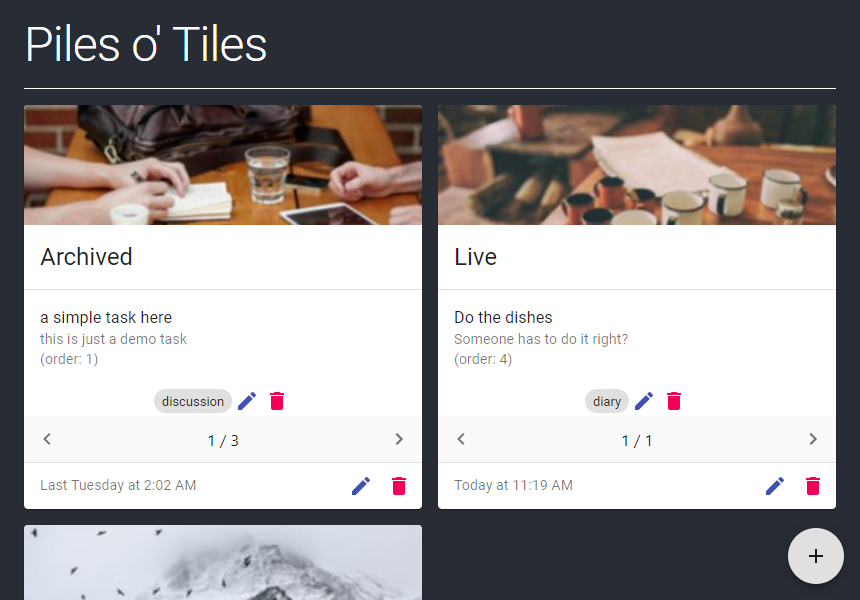 Piles o' Tiles
Archived
a simple task here
this is just a demo task
(order: 1)
discussion
1 / 3
Last Tuesday at 2:02 AM
Live
Do the dishes
Someone has to do it right?
(order: 4)
diary
1 / 1
Today at 11:19 AM
+